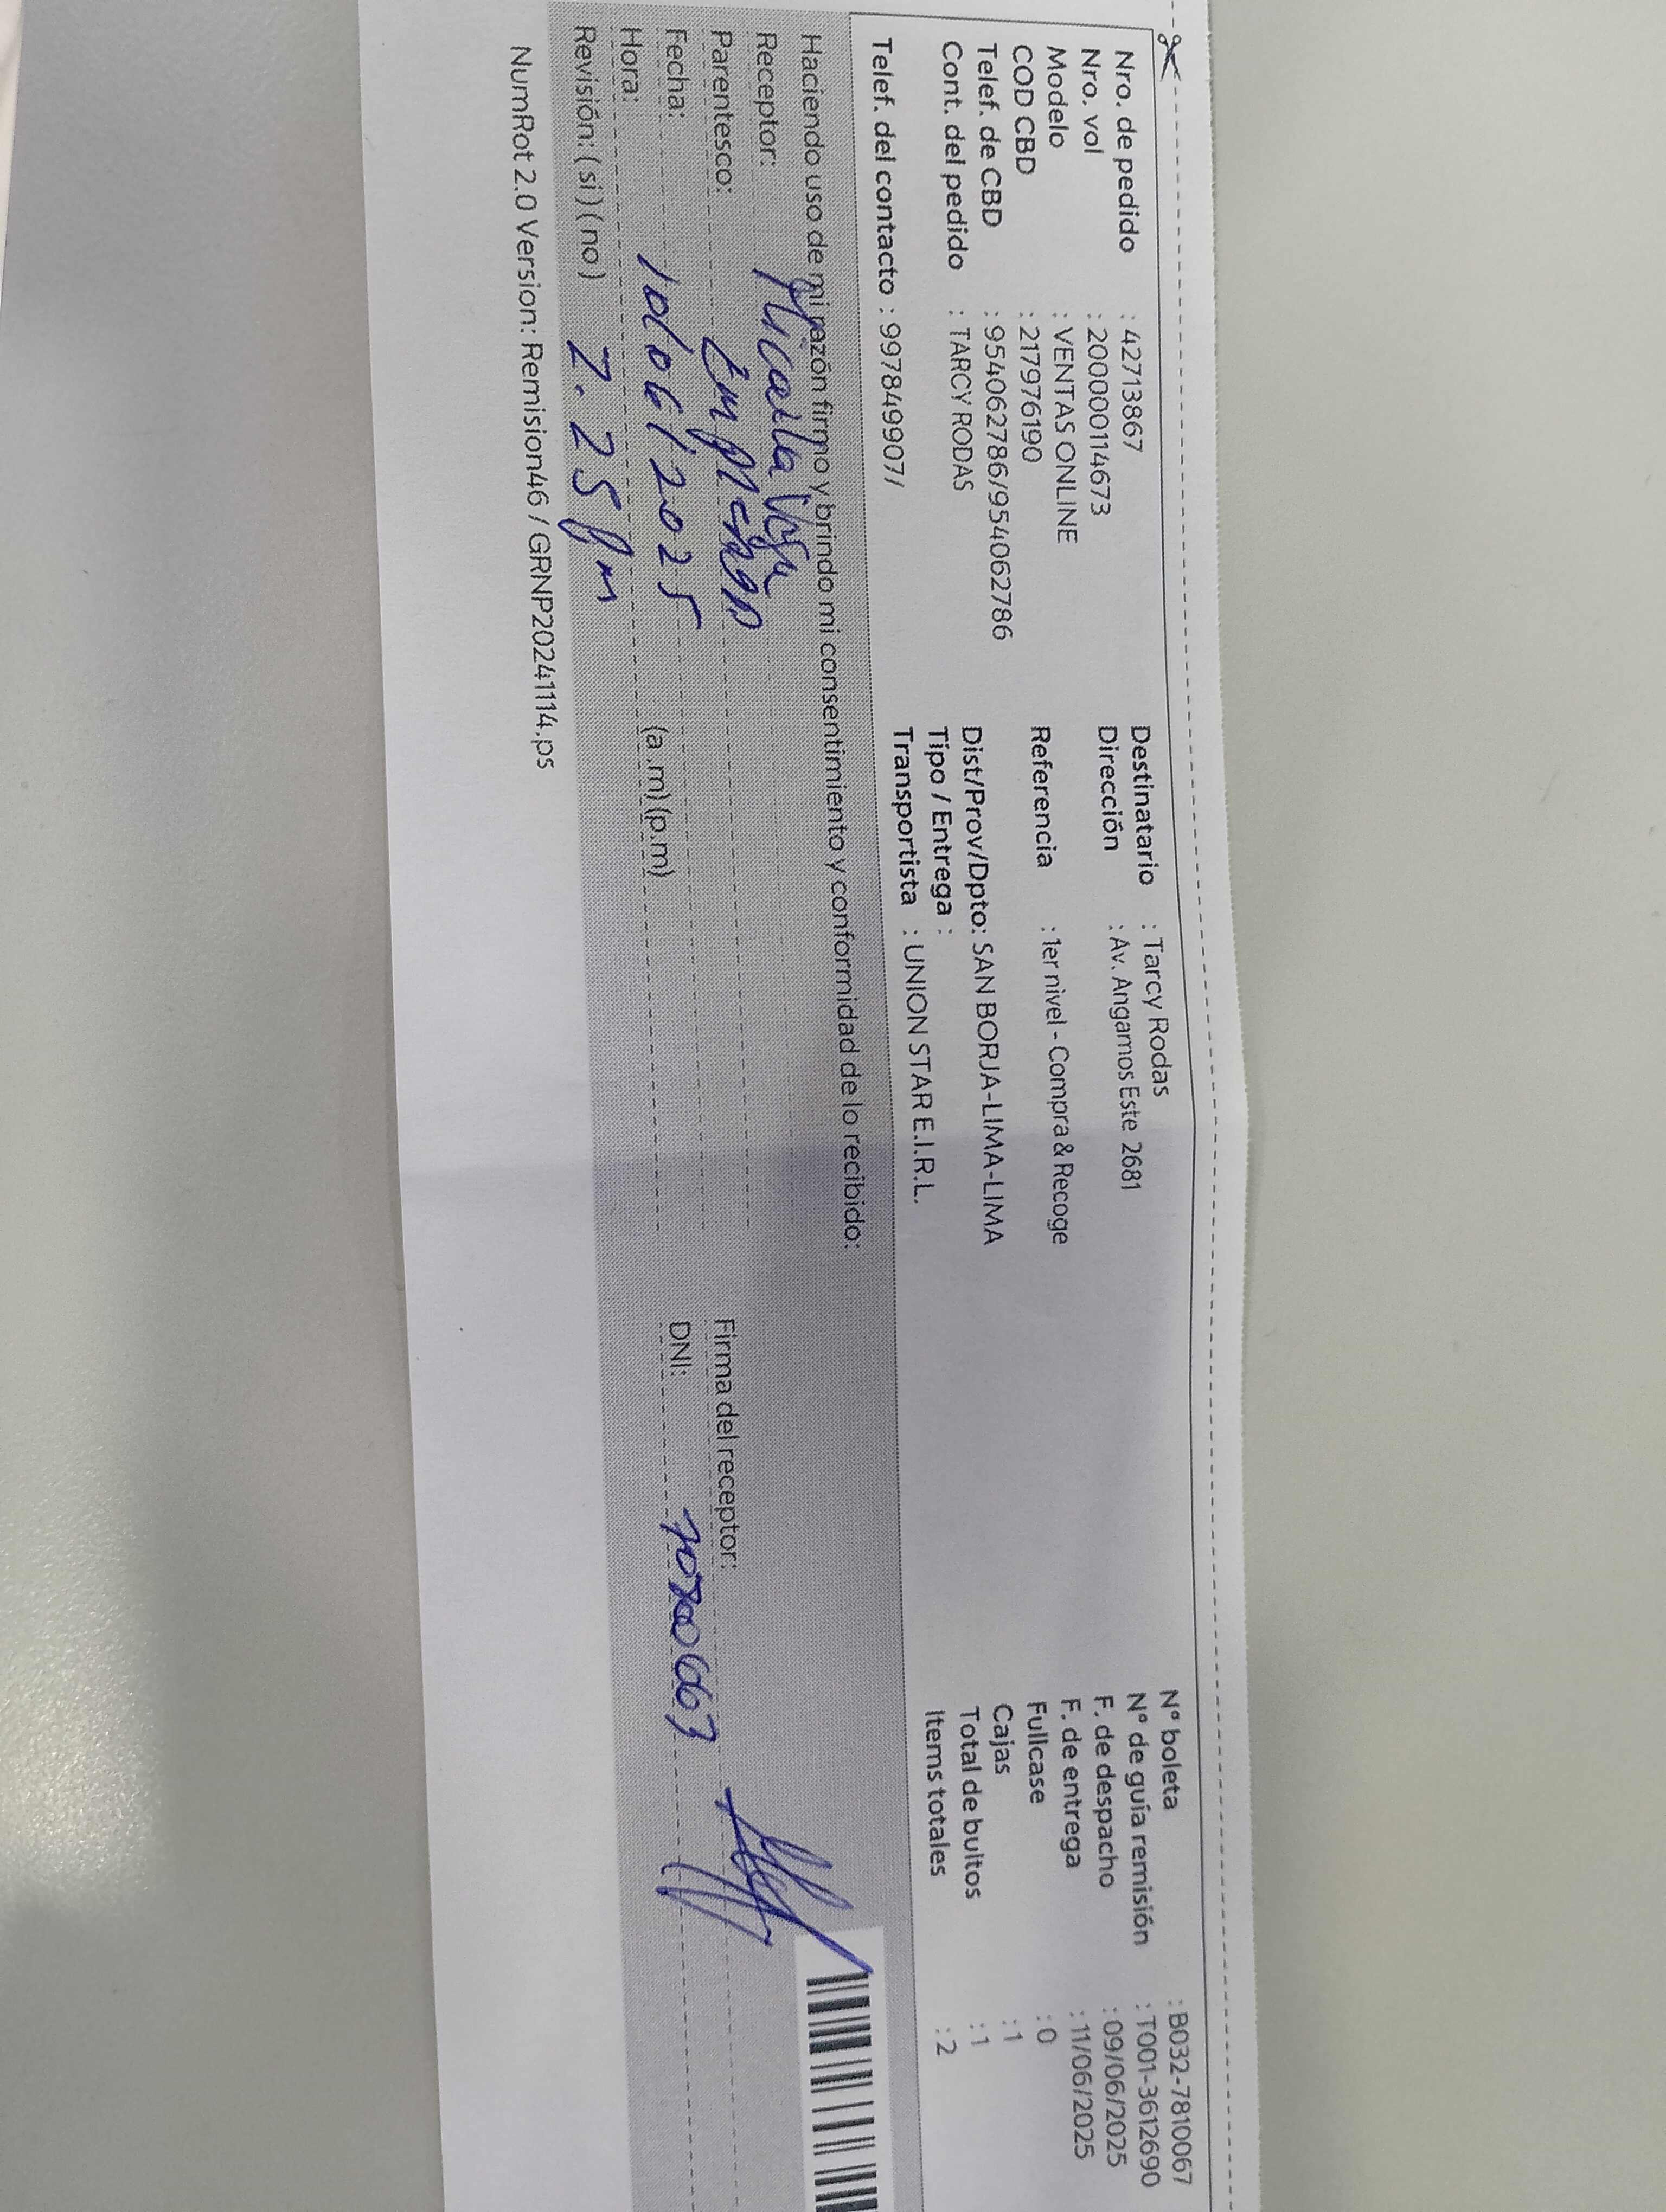 Nro. de pedido : 42713867
Nro. vol : 200000114673
Modelo : VENTAS ONLINE
COD CBD : 217976190
Telef. de CBD : 954062786/954062786
Cont. del pedido : TARCY RODAS
Telef. del contacto : 997849907/
Destinatario : Tarcy Rodas
Dirección : Av. Angamos Este 2681
Referencia : 1er nivel - Compra & Recoge
Dist/Prov/Dpto: SAN BORJA-LIMA-LIMA
Tipo / Entrega :
Transportista : UNION STAR E.I.R.L.
Nº boleta : B032-7810067
Nº de guía remisión : T001-3612690
F. de despacho : 09/06/2025
F. de entrega : 11/06/2025
Fullcase : 0
Cajas : 1
Total de bultos : 1
Items totales : 2
Haciendo uso de mi razón firmo y brindo mi consentimiento y conformidad de lo recibido:
Receptor: Micaela
Parentesco:
Fecha: 10/06/2025
Hora: 7.25 pm (a .m) (p.m)
Revisión: ( si ) ( no )
Firma del receptor:
DNI:
NumRot 2.0 Version: Remision46 / GRNP20241114.ps